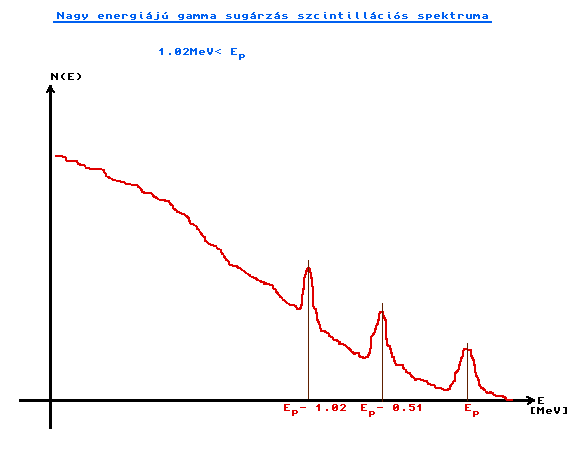 Nagy energiájú gamma sugárzás szcintillációs spektruma
1.02MeV< Ep
N(E)
Ep- 1.02 Ep- 0.51 Ep
E
[MeV]